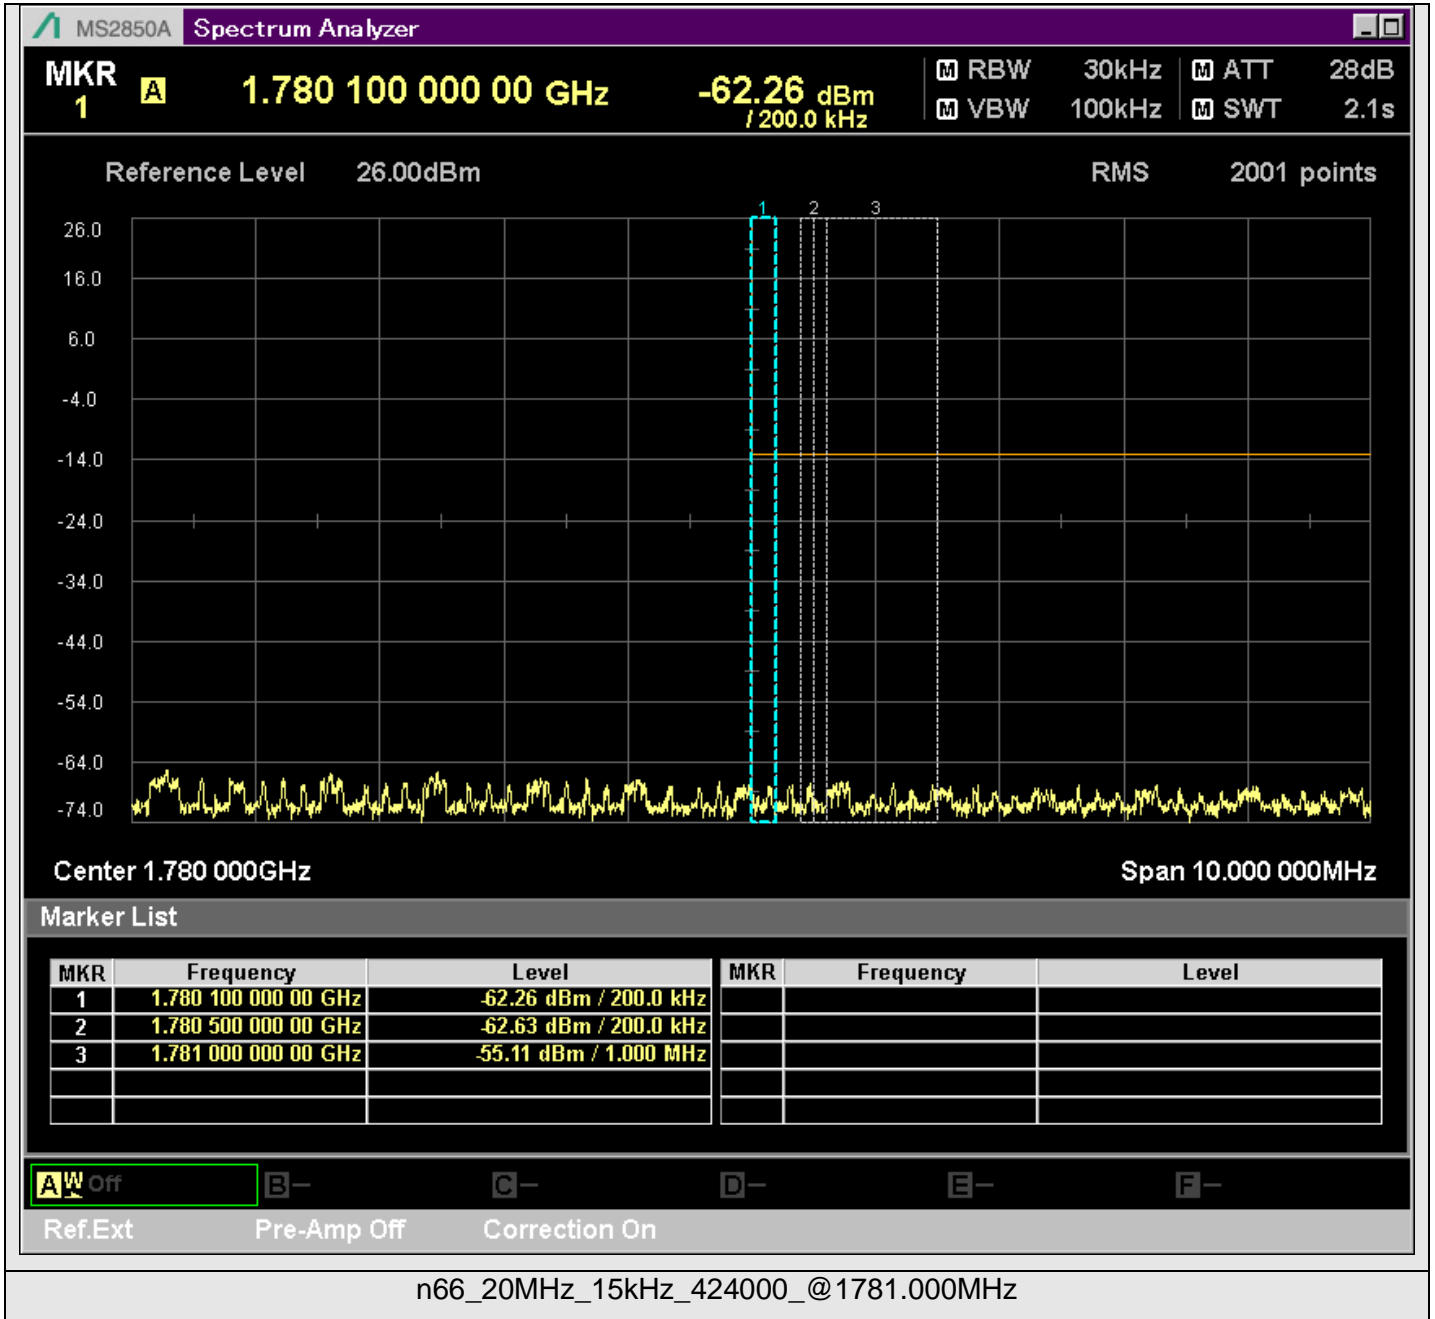 MS2850A Spectrum Analyzer
MKR 1 A 1.780 100 000 00 GHz -62.26 dBm / 200.0 kHz
M RBW 30kHz M ATT 28dB
M VBW 100kHz M SWT 2.1s
Reference Level 26.00dBm RMS 2001 points
1 2 3
26.0
16.0
6.0
-4.0
-14.0
-24.0
-34.0
-44.0
-54.0
-64.0
-74.0
Center 1.780 000GHz Span 10.000 000MHz
Marker List
MKR Frequency Level MKR Frequency Level
1 1.780 100 000 00 GHz -62.26 dBm / 200.0 kHz
2 1.780 500 000 00 GHz -62.63 dBm / 200.0 kHz
3 1.781 000 000 00 GHz -55.11 dBm / 1.000 MHz
A W Off B - C - D - E - F -
Ref.Ext Pre-Amp Off Correction On
n66_20MHz_15kHz_424000_@1781.000MHz